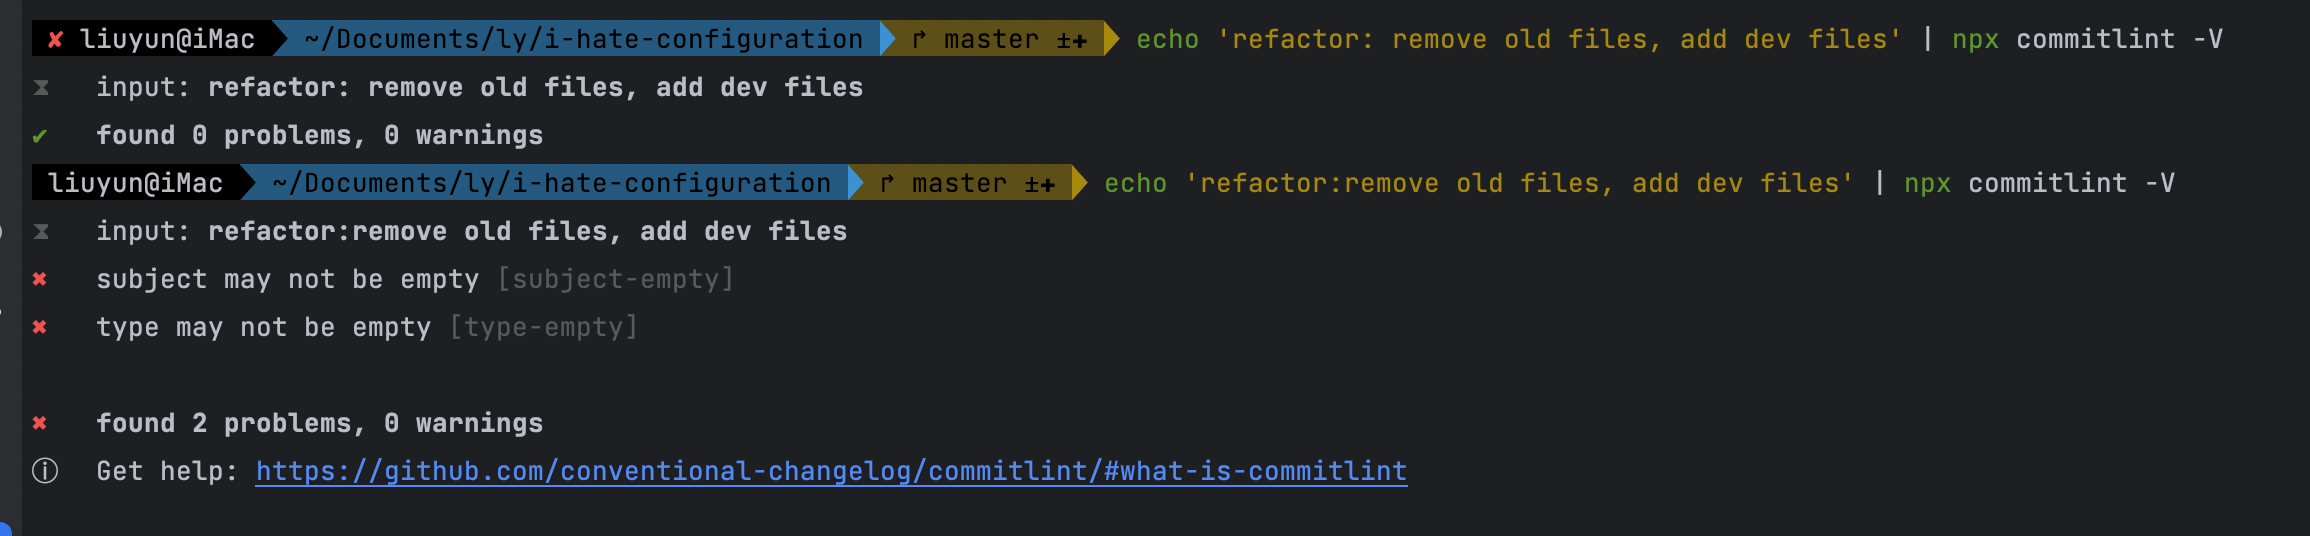 ✘ liuyun@iMac ~/Documents/ly/i-hate-configuration ↱ master ±✚ echo 'refactor: remove old files, add dev files' | npx commitlint -V
⧗ input: refactor: remove old files, add dev files
✔ found 0 problems, 0 warnings
liuyun@iMac ~/Documents/ly/i-hate-configuration ↱ master ±✚ echo 'refactor:remove old files, add dev files' | npx commitlint -V
⧗ input: refactor:remove old files, add dev files
✖ subject may not be empty [subject-empty]
✖ type may not be empty [type-empty]
✖ found 2 problems, 0 warnings
ⓘ Get help: https://github.com/conventional-changelog/commitlint/#what-is-commitlint